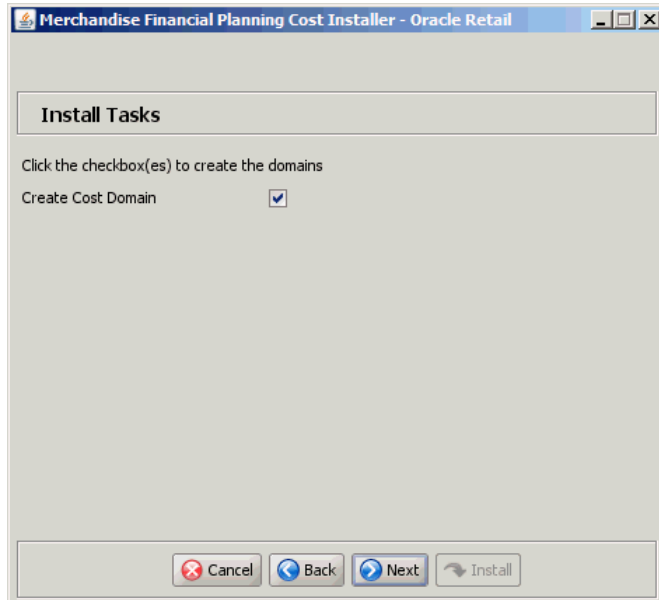 Merchandise Financial Planning Cost Installer - Oracle Retail
Install Tasks
Click the checkbox(es) to create the domains
Create Cost Domain
Cancel Back Next Install